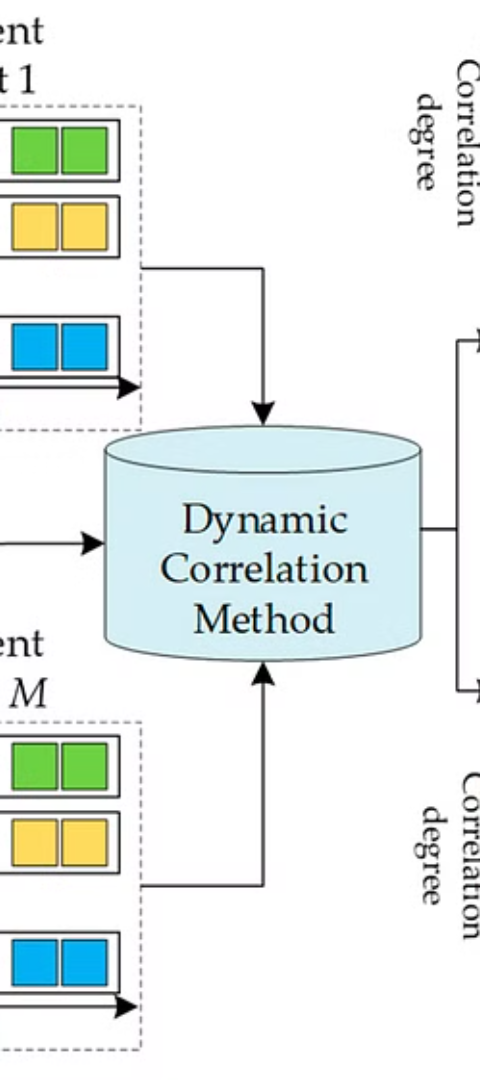 ent
t 1
Correlation
degree
Dynamic
Correlation
Method
ent
M
Correlation
degree